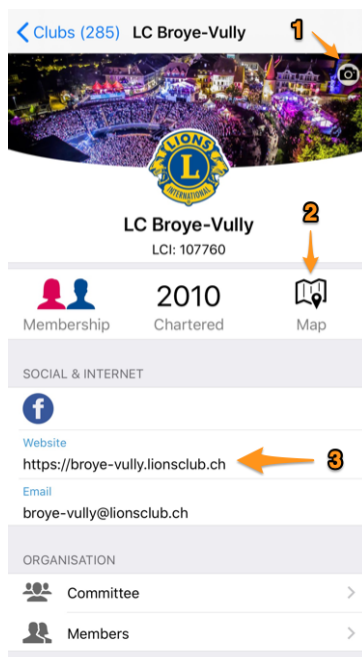 Clubs (285) LC Broye-Vully
1
LIONS
L
INTERNATIONAL
LC Broye-Vully
LCI: 107760
2
2010
Membership Chartered Map
SOCIAL & INTERNET
f
Website
https://broye-vully.lionsclub.ch
3
Email
broye-vully@lionsclub.ch
ORGANISATION
Committee
Members